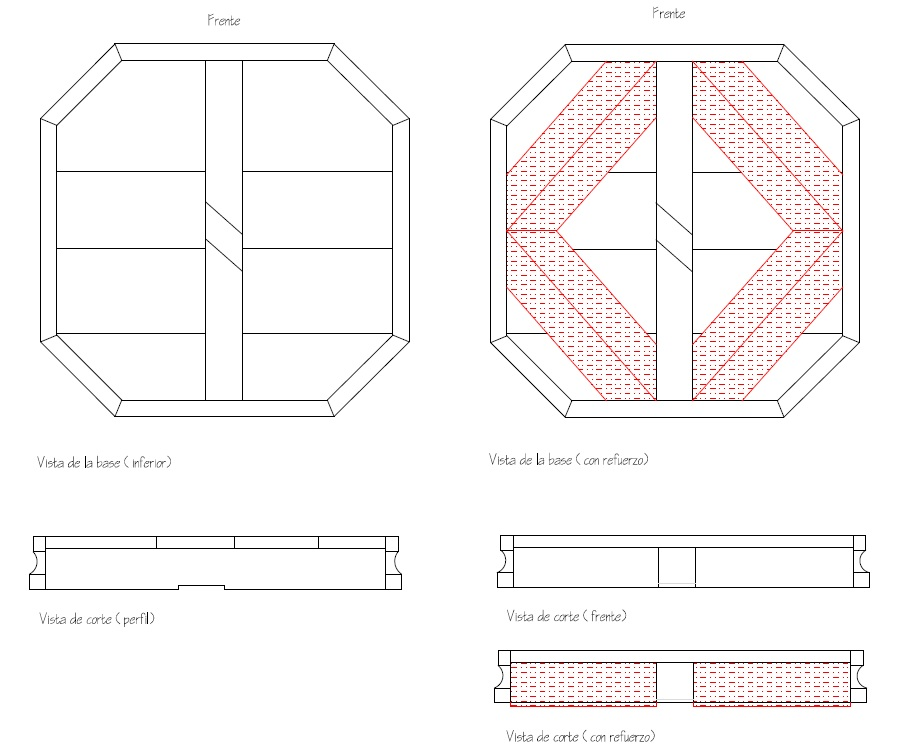 Frente
Frente
Vista de la base ( inferior)
Vista de la base ( con refuerzo)
Vista de corte ( perfil)
Vista de corte ( frente)
Vista de corte ( con refuerzo)